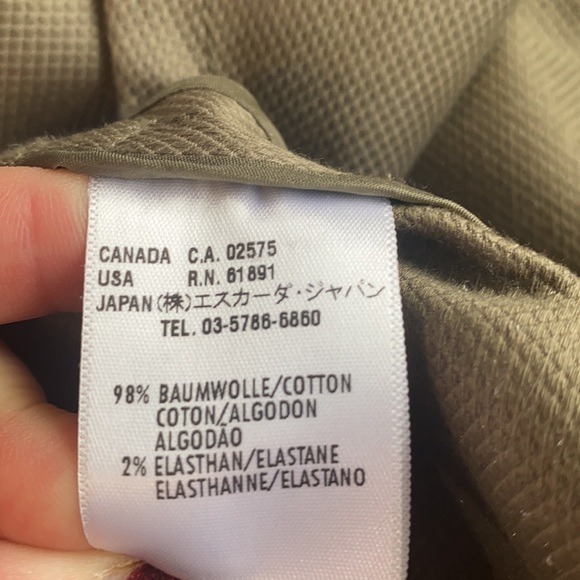 CANADA C.A. 02575
USA R.N. 61891
JAPAN (株)エスカーダ・ジャパン
TEL. 03-5786-6860
98% BAUMWOLLE/COTTON
COTON/ALGODON
ALGODÃO
2% ELASTHAN/ELASTANE
ELASTHANNE/ELASTANO